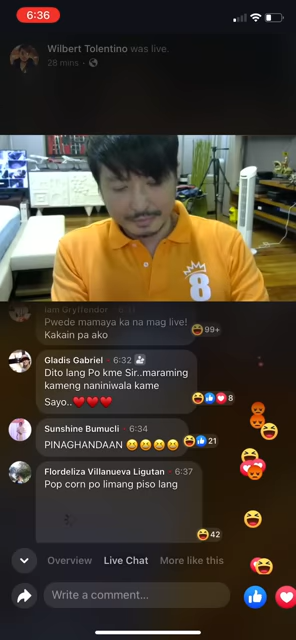 6:36
Wilbert Tolentino was live.
28 mins ·
8
Iam Gryffendor
Pwede mamaya ka na mag live!
Kakain pa ako
99+
Gladis Gabriel · 6:32
Dito lang Po kme Sir..maraming
kameng naniniwala kame
Sayo..❤️❤️❤️
8
Sunshine Bumucli · 6:34
PINAGHANDAAN 😆😆😆😆
21
Flordeliza Villanueva Ligutan · 6:37
Pop corn po limang piso lang
42
Overview Live Chat More like this
Write a comment...